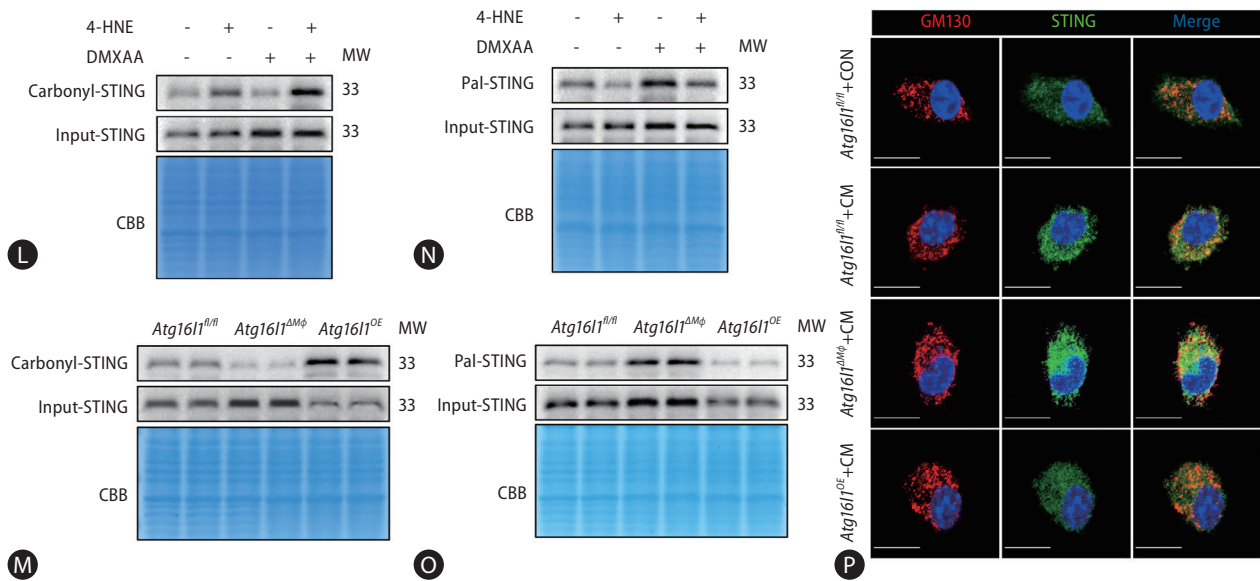 4-HNE - + - +
DMXAA - - + + MW
Carbonyl-STING 33
Input-STING 33
CBB
L
4-HNE - + - +
DMXAA - - + + MW
Pal-STING 33
Input-STING 33
CBB
N
Atg16l1fl/fl Atg16l1ΔMϕ Atg16l1OE MW
Carbonyl-STING 33
Input-STING 33
CBB
M
Atg16l1fl/fl Atg16l1ΔMϕ Atg16l1OE MW
Pal-STING 33
Input-STING 33
CBB
O
GM130 STING Merge
Atg16l1fl/fl+CON
Atg16l1fl/fl+CM
Atg16l1ΔMϕ+CM
Atg16l1OE+CM
P